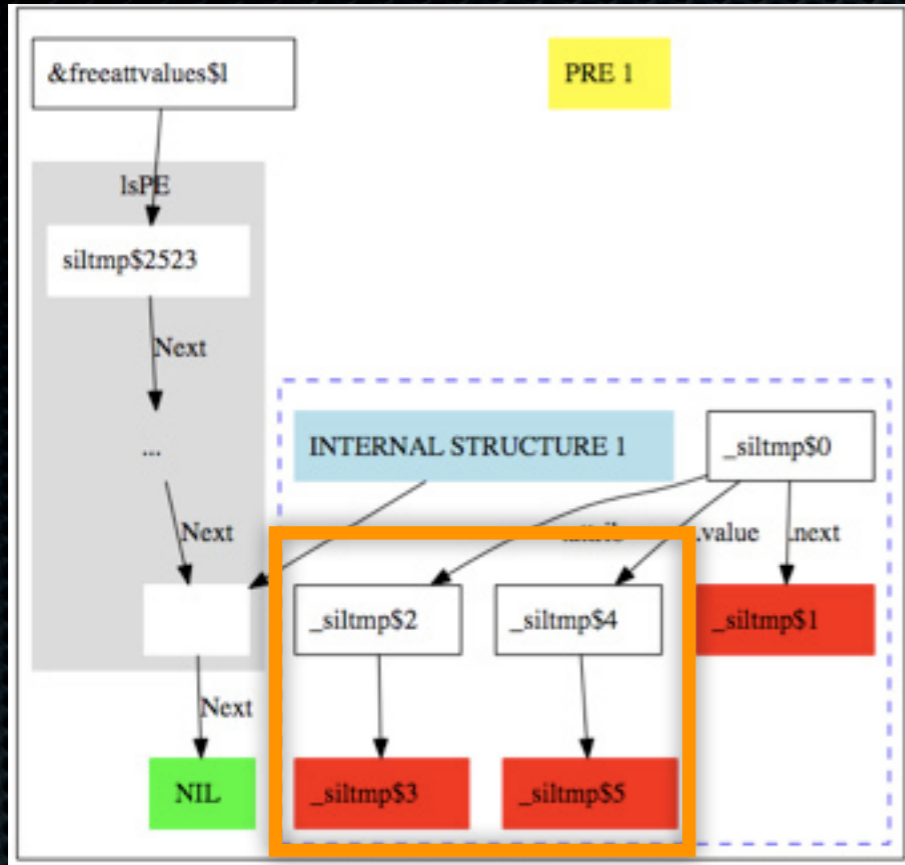 &freeattvalues$l
PRE 1
lsPE
siltmp$2523
Next
...
INTERNAL STRUCTURE 1
_siltmp$0
Next
.value
.next
_siltmp$2
_siltmp$4
_siltmp$1
Next
NIL
_siltmp$3
_siltmp$5